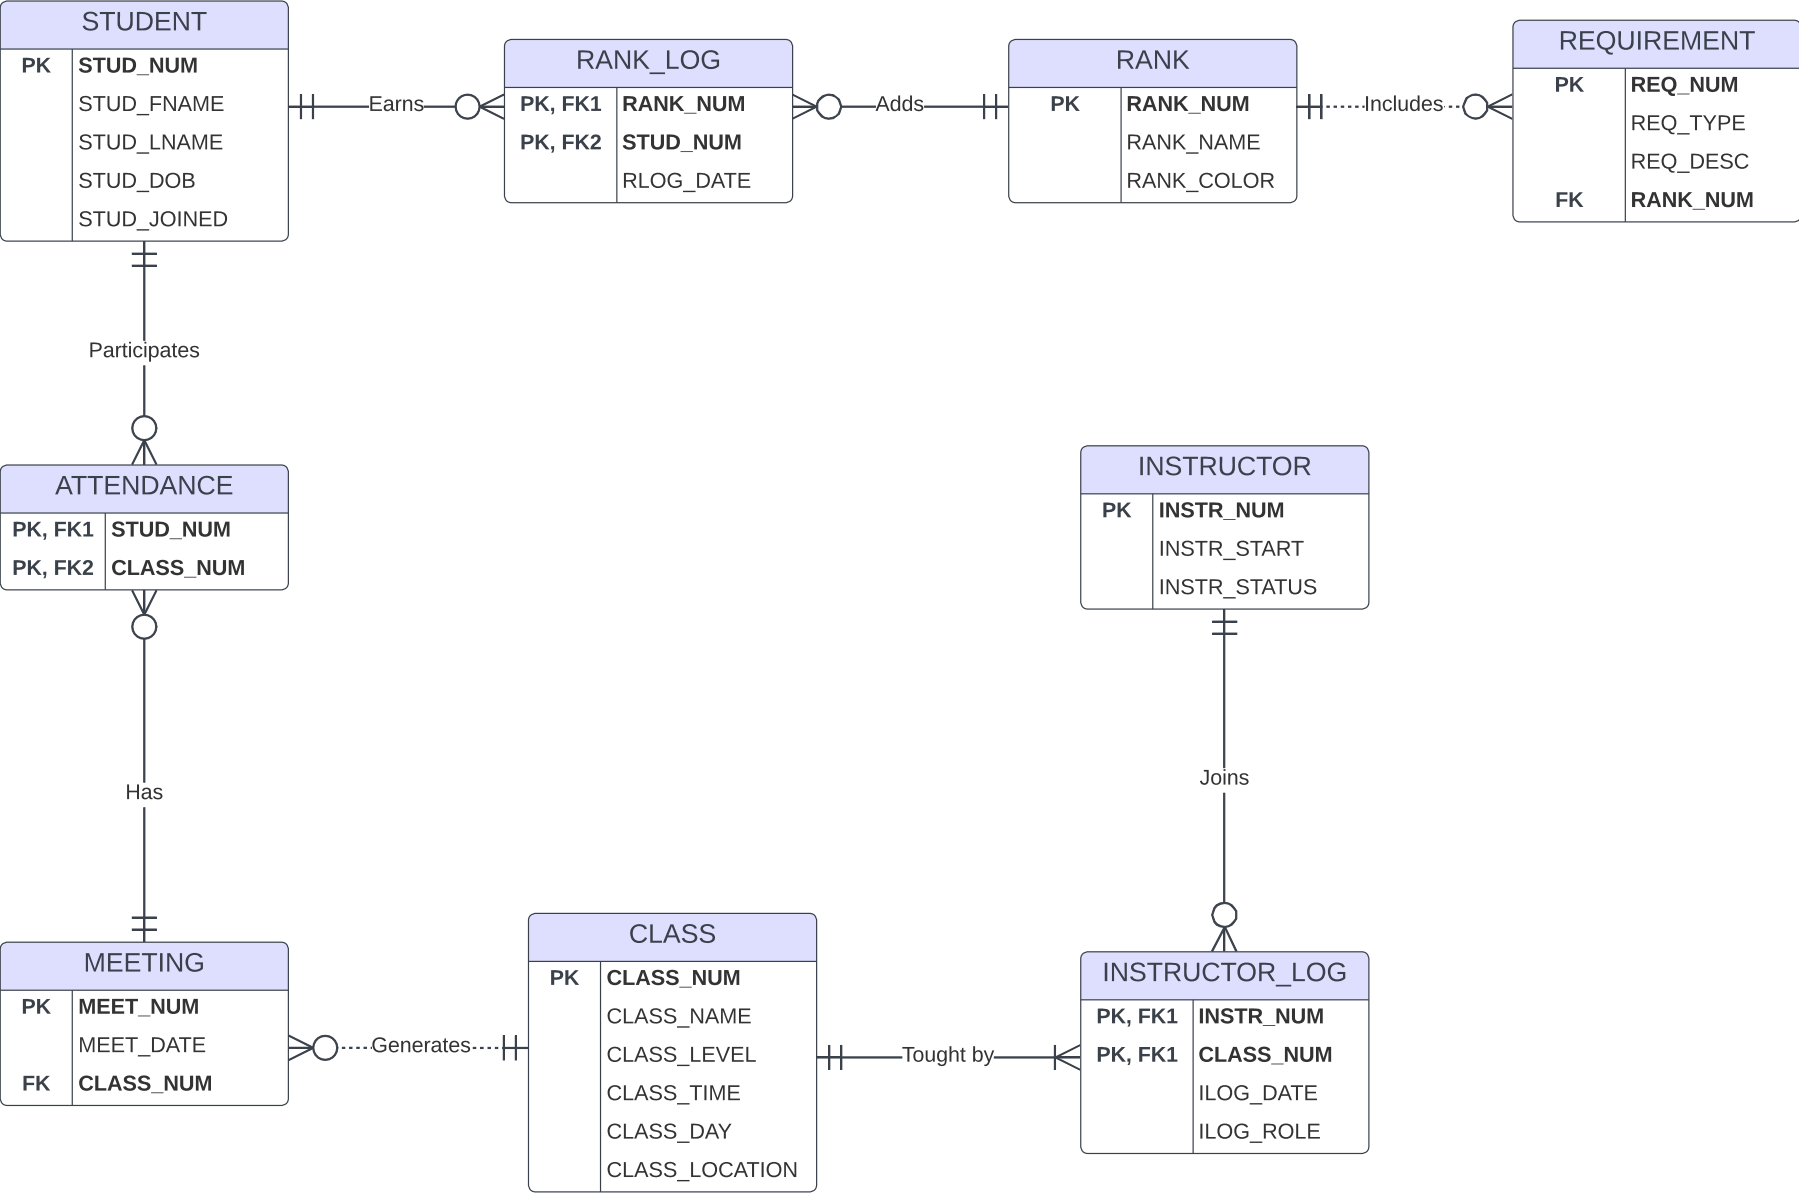 STUDENT
PK STUD_NUM
STUD_FNAME
STUD_LNAME
STUD_DOB
STUD_JOINED
Earns
RANK_LOG
PK, FK1 RANK_NUM
PK, FK2 STUD_NUM
RLOG_DATE
Adds
RANK
PK RANK_NUM
RANK_NAME
RANK_COLOR
Includes
REQUIREMENT
PK REQ_NUM
REQ_TYPE
REQ_DESC
FK RANK_NUM
Participates
ATTENDANCE
PK, FK1 STUD_NUM
PK, FK2 CLASS_NUM
INSTRUCTOR
PK INSTR_NUM
INSTR_START
INSTR_STATUS
Has
Joins
MEETING
PK MEET_NUM
MEET_DATE
FK CLASS_NUM
Generates
CLASS
PK CLASS_NUM
CLASS_NAME
CLASS_LEVEL
CLASS_TIME
CLASS_DAY
CLASS_LOCATION
Tought by
INSTRUCTOR_LOG
PK, FK1 INSTR_NUM
PK, FK1 CLASS_NUM
ILOG_DATE
ILOG_ROLE